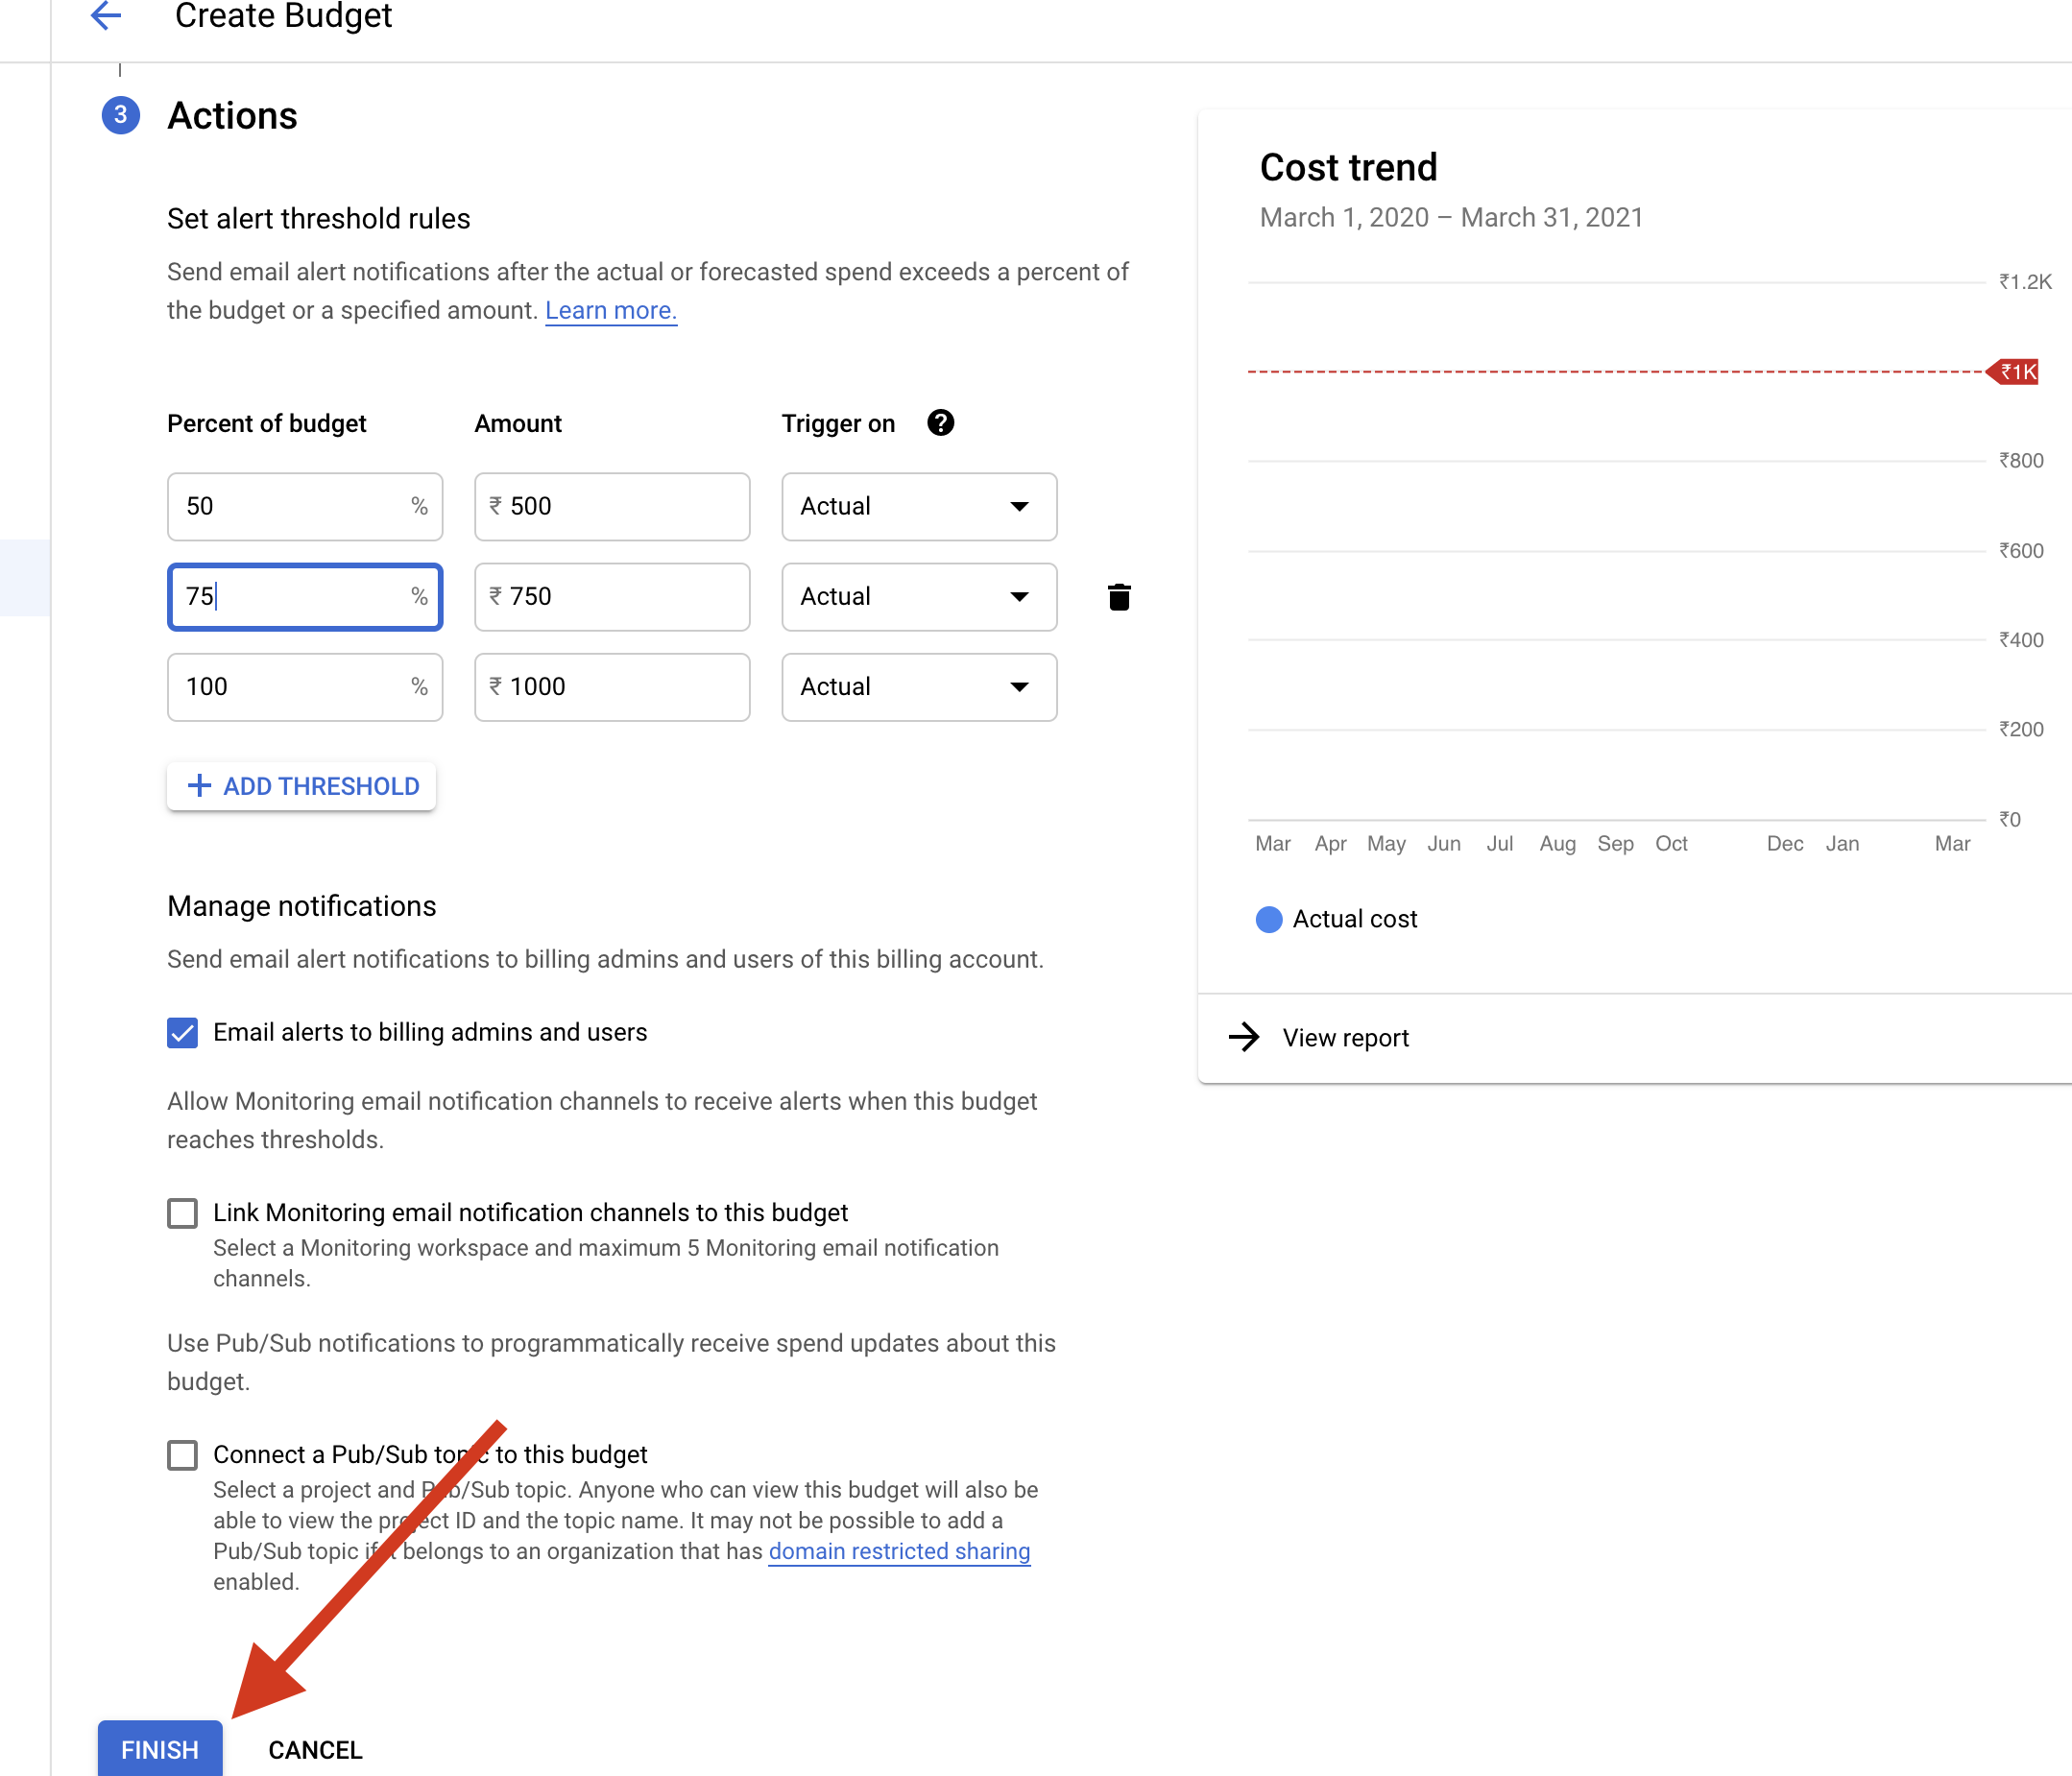 Create Budget
3 Actions
Set alert threshold rules
Send email alert notifications after the actual or forecasted spend exceeds a percent of
the budget or a specified amount. Learn more.
Percent of budget Amount Trigger on ?
50 % ₹ 500 Actual
75 % ₹ 750 Actual
100 % ₹ 1000 Actual
+ ADD THRESHOLD
Manage notifications
Send email alert notifications to billing admins and users of this billing account.
Email alerts to billing admins and users
Allow Monitoring email notification channels to receive alerts when this budget
reaches thresholds.
Link Monitoring email notification channels to this budget
Select a Monitoring workspace and maximum 5 Monitoring email notification
channels.
Use Pub/Sub notifications to programmatically receive spend updates about this
budget.
Connect a Pub/Sub topic to this budget
Select a project and Pub/Sub topic. Anyone who can view this budget will also be
able to view the project ID and the topic name. It may not be possible to add a
Pub/Sub topic if it belongs to an organization that has domain restricted sharing
enabled.
FINISH CANCEL
Cost trend
March 1, 2020 – March 31, 2021
₹1.2K
₹1K
₹800
₹600
₹400
₹200
₹0
Mar Apr May Jun Jul Aug Sep Oct Dec Jan Mar
Actual cost
View report